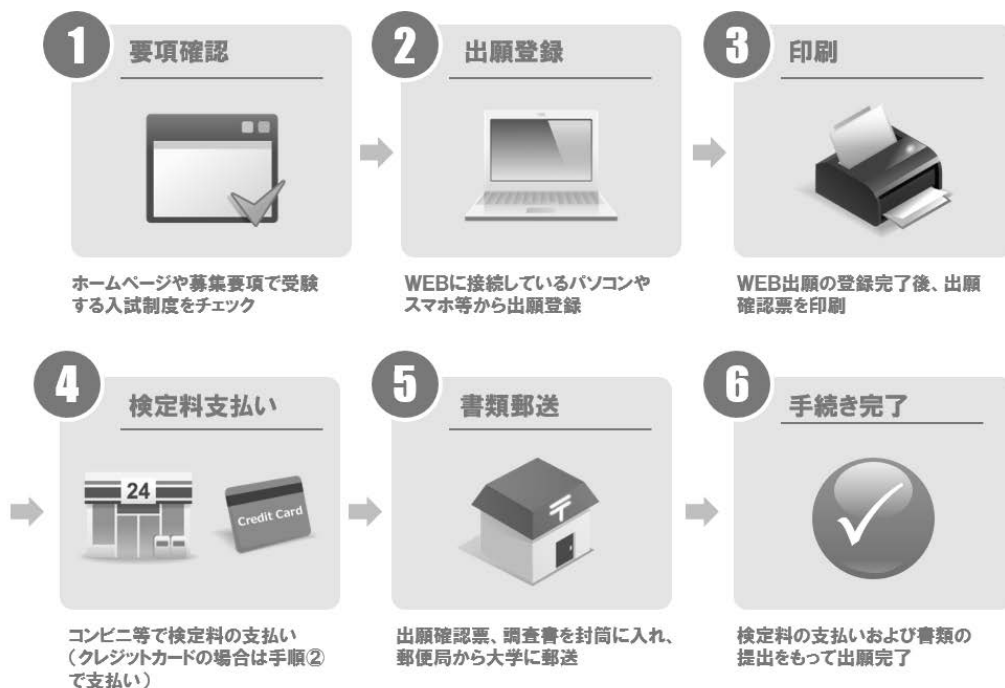 1 要項確認
ホームページや募集要項で受験
する入試制度をチェック
2 出願登録
WEBに接続しているパソコンや
スマホ等から出願登録
3 印刷
WEB出願の登録完了後、出願
確認票を印刷
4 検定料支払い
24
Credit Card
コンビニ等で検定料の支払い
(クレジットカードの場合は手順②
で支払い)
5 書類郵送
〒
出願確認票、調査書を封筒に入れ、
郵便局から大学に郵送
6 手続き完了
検定料の支払いおよび書類の
提出をもって出願完了